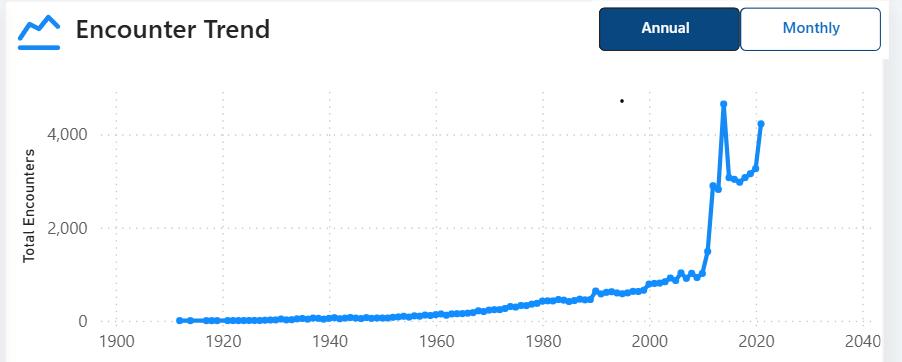 Encounter Trend
Annual
Monthly
Total Encounters
4,000
2,000
0
1900
1920
1940
1960
1980
2000
2020
2040